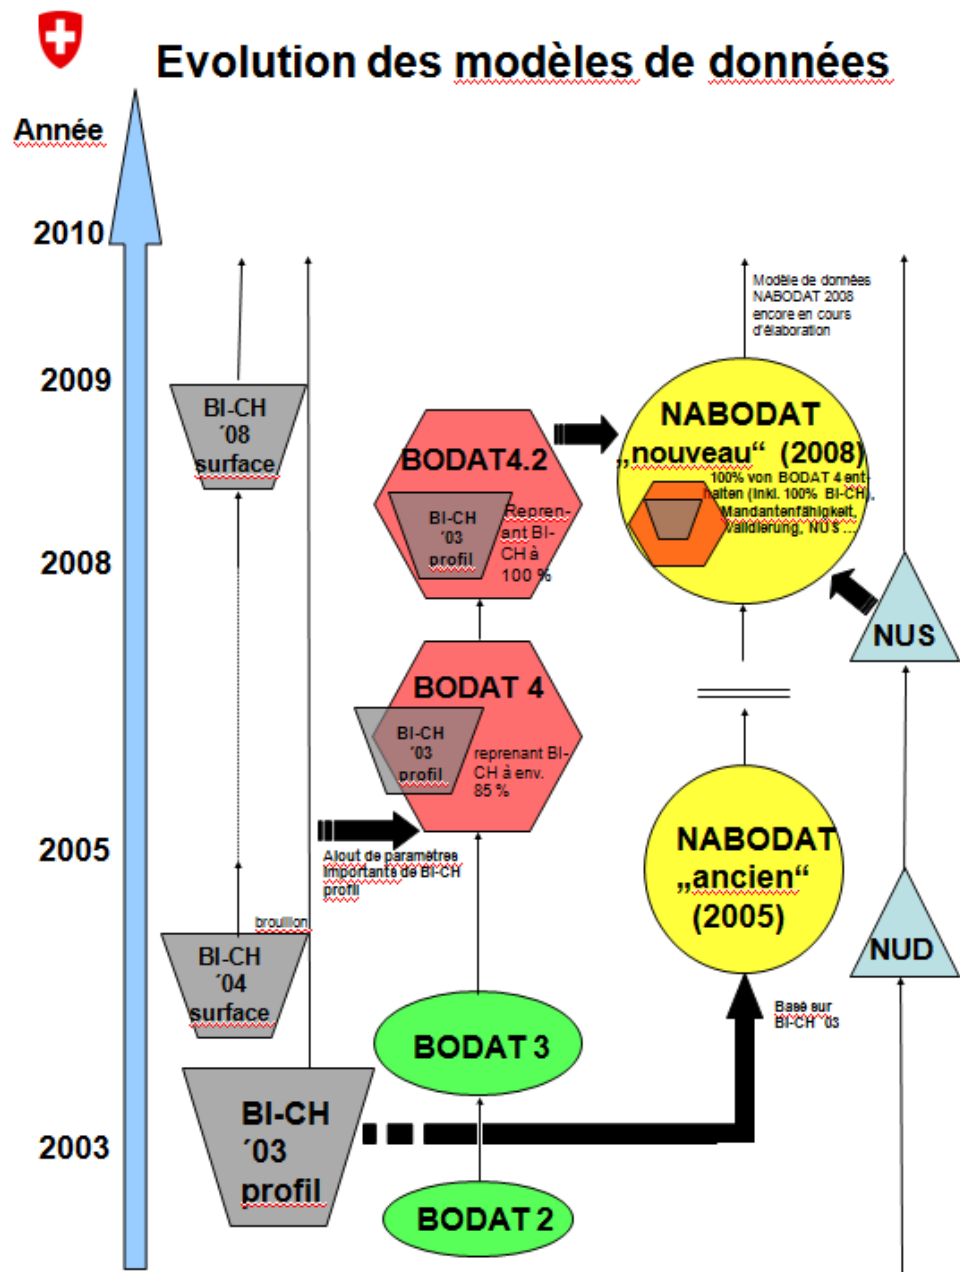 Evolution des modèles de données
Année
2010
Modèle de données
NABODAT 2008
encore en cours
d'élaboration
2009
BI-CH
´08
surface
BODAT4.2
BI-CH
´03
profil
Repren-
ant BI-
CH à
100 %
NABODAT
„nouveau“ (2008)
100% von BODAT 4 ent-
halten (inkl. 100% BI-CH),
Mandantenfähigkeit,
Validierung, NUS ...
2008
NUS
BODAT 4
BI-CH
´03
profil
reprenant BI-
CH à env.
85 %
2005
Ajout de paramètres
importants de BI-CH
profil
NABODAT
„ancien“
(2005)
brouillon
BI-CH
´04
surface
NUD
Basé sur
BI-CH ´03
BODAT 3
BI-CH
´03
profil
2003
BODAT 2